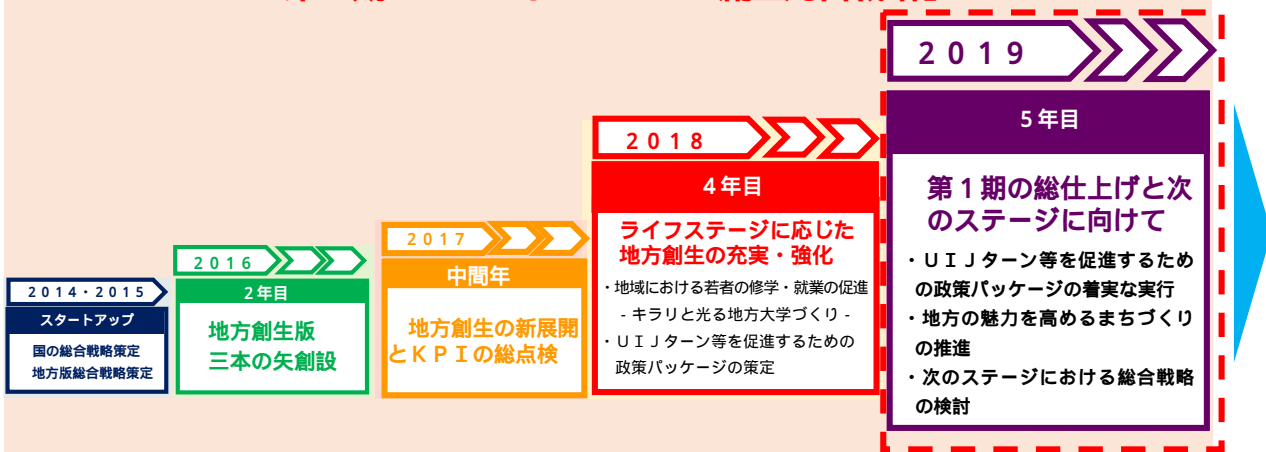 2014・2015
スタートアップ
国の総合戦略策定
地方版総合戦略策定
2016
2年目
地方創生版
三本の矢創設
2017
中間年
地方創生の新展開
とKPIの総点検
2018
4年目
ライフステージに応じた
地方創生の充実・強化
・地域における若者の修学・就業の促進
- キラリと光る地方大学づくり -
・UIJターン等を促進するための
政策パッケージの策定
2019
5年目
第1期の総仕上げと次
のステージに向けて
・UIJターン等を促進するため
の政策パッケージの着実な実行
・地方の魅力を高めるまちづくり
の推進
・次のステージにおける総合戦略
の検討